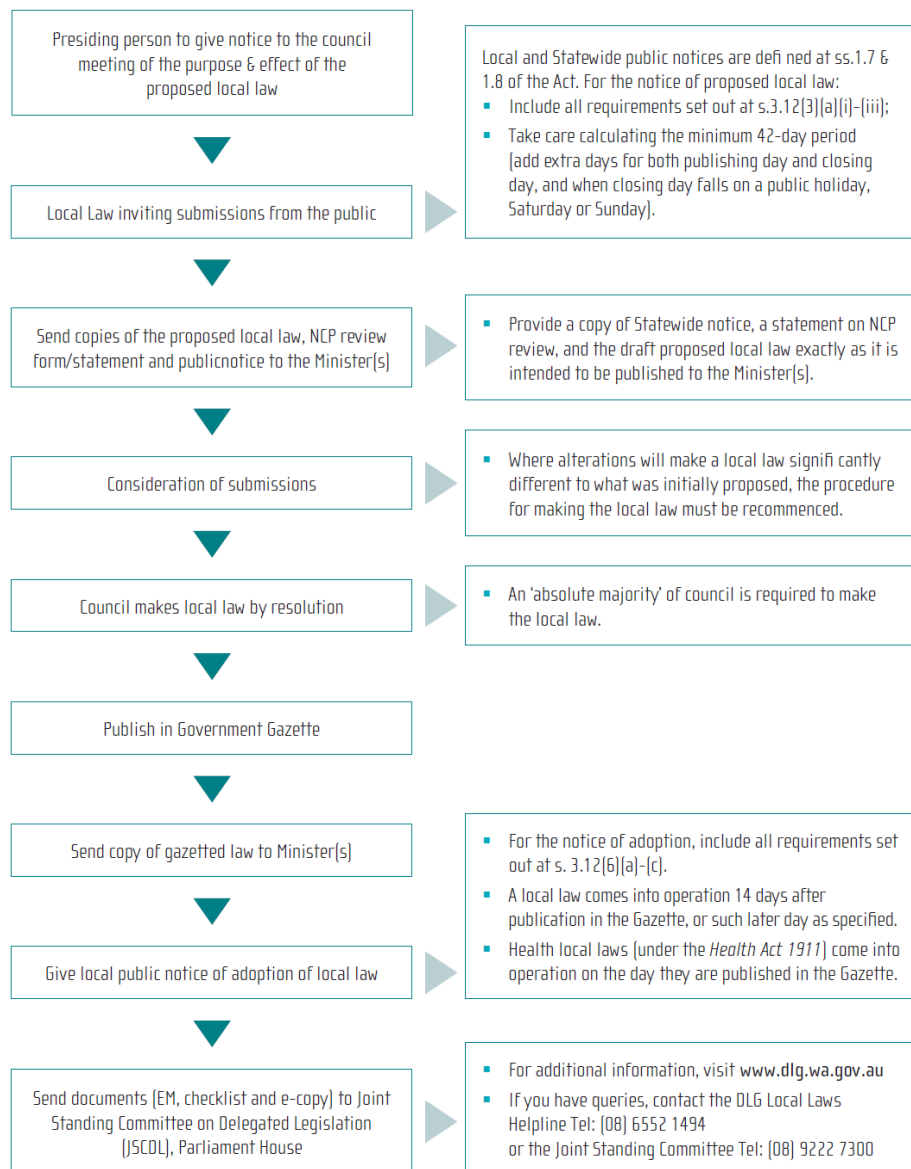 Presiding person to give notice to the council
meeting of the purpose & effect of the
proposed local law
Local and Statewide public notices are defi ned at ss.1.7 &
1.8 of the Act. For the notice of proposed local law:
▪ Include all requirements set out at s.3.12(3)(a)(i)-(iii);
▪ Take care calculating the minimum 42-day period
(add extra days for both publishing day and closing
day, and when closing day falls on a public holiday,
Saturday or Sunday).
Local Law inviting submissions from the public
Send copies of the proposed local law, NCP review
form/statement and publicnotice to the Minister(s)
▪ Provide a copy of Statewide notice, a statement on NCP
review, and the draft proposed local law exactly as it is
intended to be published to the Minister(s).
Consideration of submissions
▪ Where alterations will make a local law signifi cantly
different to what was initially proposed, the procedure
for making the local law must be recommenced.
Council makes local law by resolution
▪ An ‘absolute majority’ of council is required to make
the local law.
Publish in Government Gazette
Send copy of gazetted law to Minister(s)
Give local public notice of adoption of local law
▪ For the notice of adoption, include all requirements set
out at s. 3.12(6)(a)-(c).
▪ A local law comes into operation 14 days after
publication in the Gazette, or such later day as specified.
▪ Health local laws (under the Health Act 1911) come into
operation on the day they are published in the Gazette.
Send documents (EM, checklist and e-copy) to Joint
Standing Committee on Delegated Legislation
(JSCDL), Parliament House
▪ For additional information, visit www.dlg.wa.gov.au
▪ If you have queries, contact the DLG Local Laws
Helpline Tel: (08) 6552 1494
or the Joint Standing Committee Tel: (08) 9222 7300